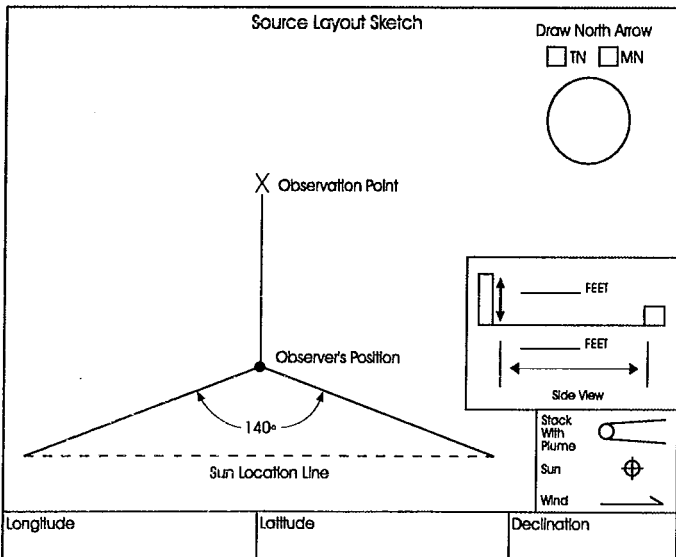 Source Layout Sketch
Draw North Arrow
TN MN
X Observation Point
FEET
Observer's Position
FEET
140°
Side View
Stack
With
Plume
Sun Location Line
Sun
Wind
Longitude
Latitude
Declination